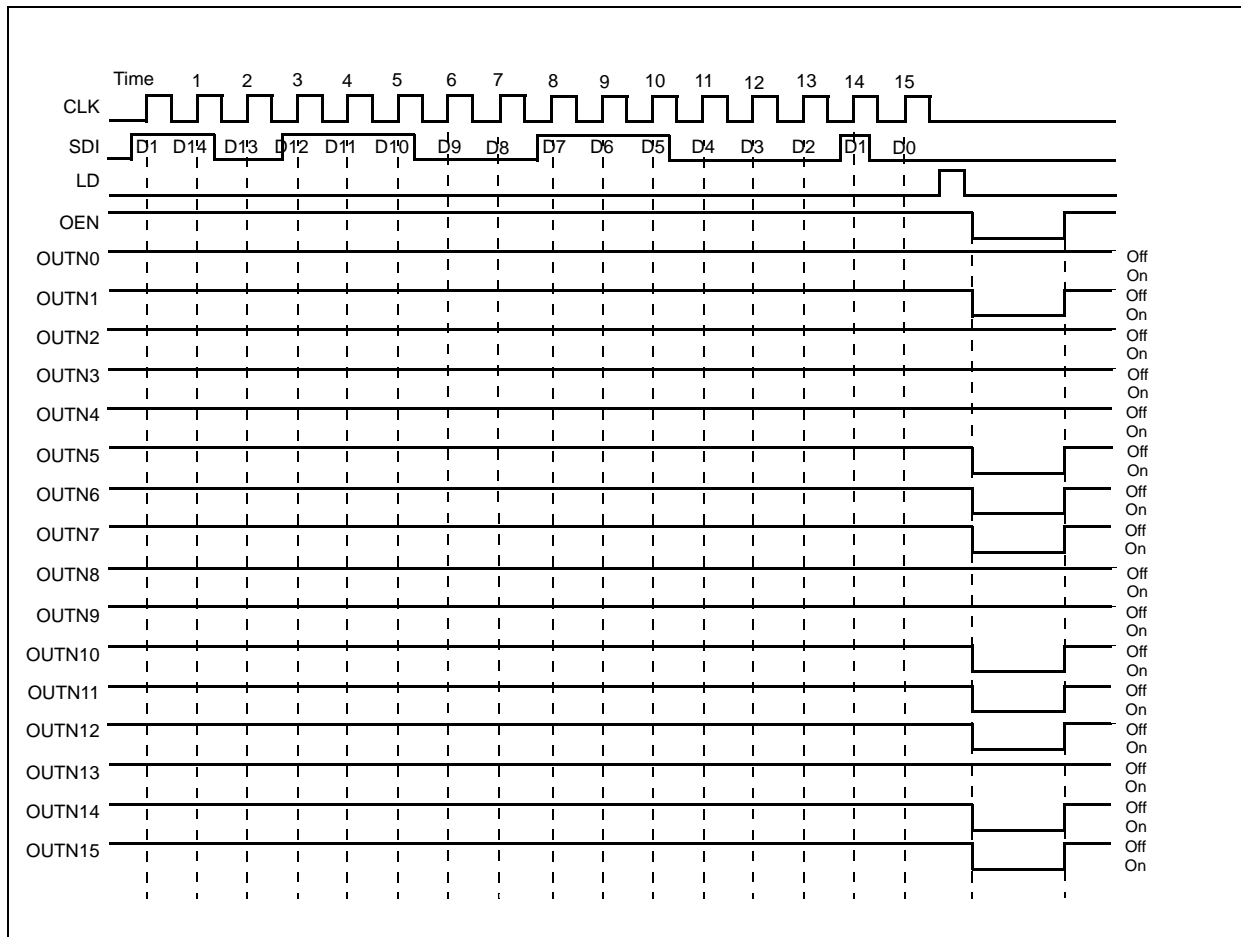 Time 1 2 3 4 5 6 7 8 9 10 11 12 13 14 15
CLK
SDI D1 D14 D13 D12 D11 D10 D9 D8 D7 D6 D5 D4 D3 D2 D1 D0
LD
OEN
OUTN0 Off
On
OUTN1 Off
On
OUTN2 Off
On
OUTN3 Off
On
OUTN4 Off
On
OUTN5 Off
On
OUTN6 Off
On
OUTN7 Off
On
OUTN8 Off
On
OUTN9 Off
On
OUTN10 Off
On
OUTN11 Off
On
OUTN12 Off
On
OUTN13 Off
On
OUTN14 Off
On
OUTN15 Off
On